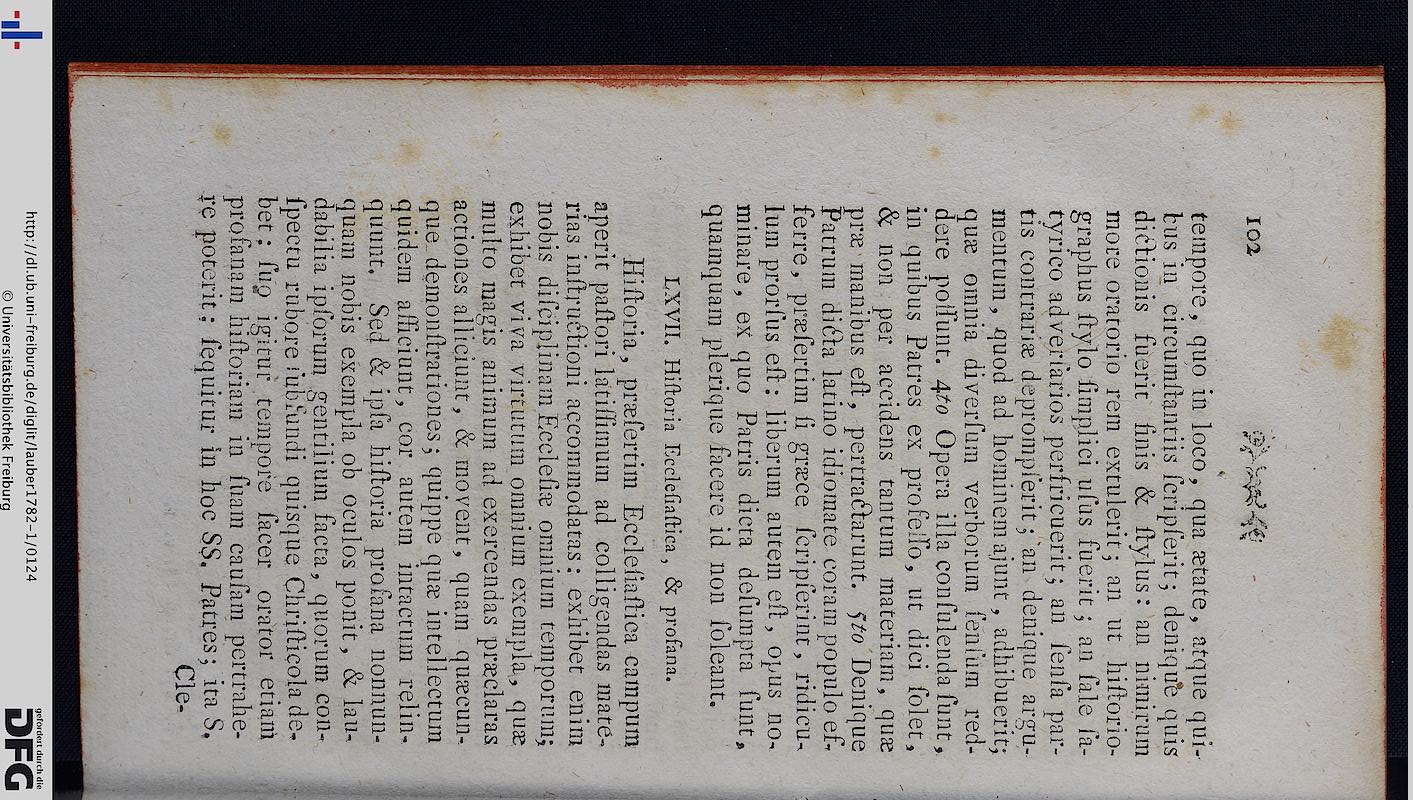 102
tempore, quo in loco, qua ætate, atque qui-
bus in circumſtantiis ſcripſerit; denique quis
dictionis fuerit finis & ſtylus: an nimirum
more oratorio rem extulerit; an ut hiſtorio-
graphus ſtylo ſimplici uſus fuerit; an ſale ſa-
tyrico adverſarios perfricuerit; an ſenſa par-
tis contrariæ deprompſerit; an denique argu-
mentum, quod ad hominem ajunt, adhibuerit;
quæ omnia diverſum verborum ſenſum red-
dere poſſunt. 4to Opera illa conſulenda ſunt,
in quibus Patres ex profeſſo, ut dici ſolet,
& non per accidens tantum materiam, quæ
præ manibus eſt, pertractarunt. 5to Denique
Patrum dicta latino idiomate coram populo ef-
ferre, præſertim ſi græce ſcripſerint, ridicu-
lum prorſus eſt: liberum autem eſt, opus no-
minare, ex quo Patris dicta deſumpta ſunt,
quanquam plerique facere id non ſoleant.
LXVII. Hiſtoria Eccleſiaſtica, & profana.
Hiſtoria, præſertim Eccleſiaſtica campum
aperit paſtori latiſſimum ad colligendas mate-
rias inſtructioni accommodatas: exhibet enim
nobis diſciplinam Eccleſiæ omnium temporum;
exhibet viva virtutum omnium exempla, quæ
multo magis animum ad exercendas præclaras
actiones alliciunt, & movent, quam quæcun-
que demonſtrationes; quippe quæ intellectum
quidem afficiunt, cor autem intactum relin-
quunt. Sed & ipſa hiſtoria profana nonnun-
quam nobis exempla ob oculos ponit, & lau-
dabilia ipſorum gentilium facta, quorum con-
ſpectu rubore ſubfundi quisque Chriſticola de-
bet: ſuo igitur tempore ſacer orator etiam
profanam hiſtoriam in ſuam cauſam pertrahe-
re poterit; ſequitur in hoc SS. Patres; ita S.
Cle-
http://dl.ub.uni-freiburg.de/diglit/lauber1782-1/0124
© Universitätsbibliothek Freiburg
gefördert durch die
DFG